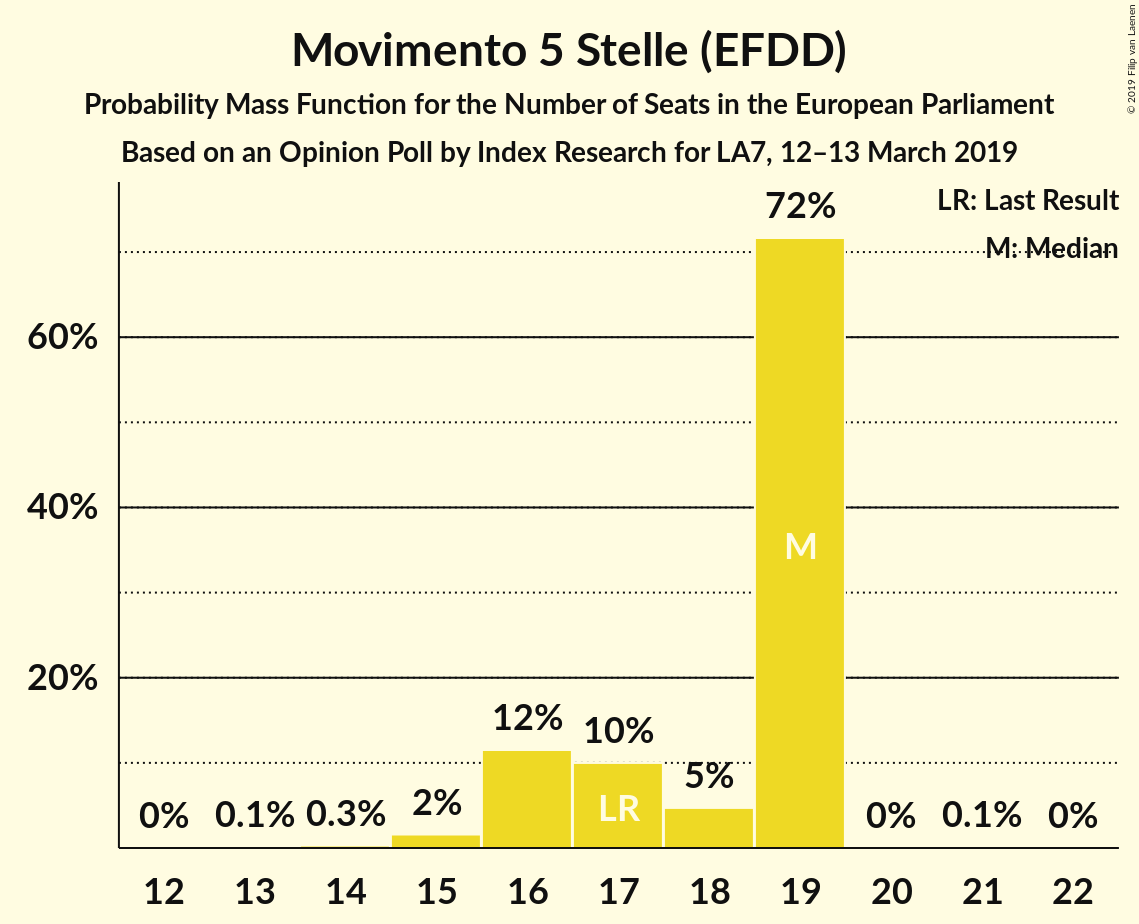 Movimento 5 Stelle (EFDD)
Probability Mass Function for the Number of Seats in the European Parliament
Based on an Opinion Poll by Index Research for LA7, 12–13 March 2019
© 2019 Filip van Laenen
LR: Last Result
M: Median
60%
40%
20%
0%
0.1%
0.3%
2%
12%
10%
5%
72%
0%
0.1%
0%
LR
M
12 13 14 15 16 17 18 19 20 21 22